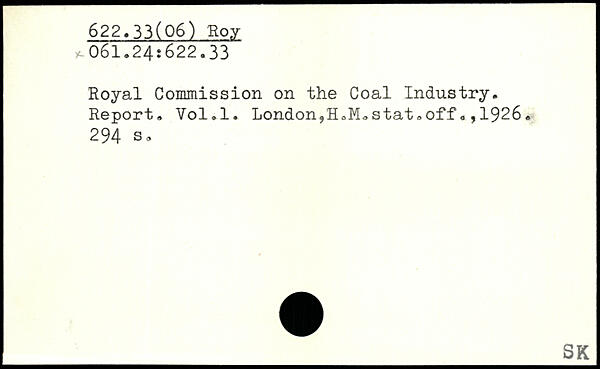 622.33(06) Roy
×061.24:622.33
Royal Commission on the Coal Industry.
Report. Vol.1. London,H.M.stat.off.,1926.
294 s.
SK